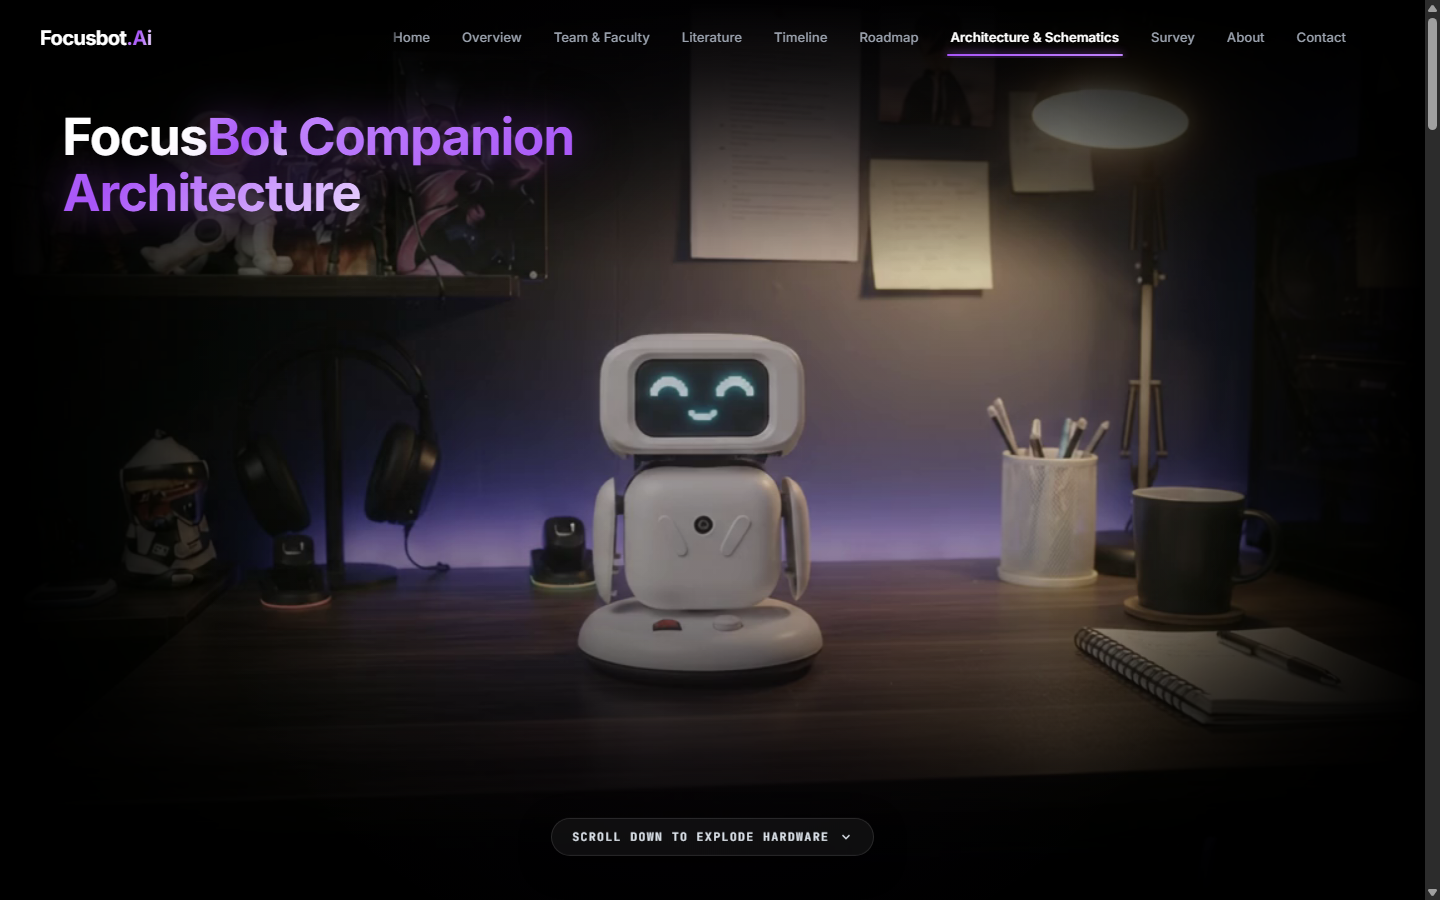 Focusbot.Ai
Home Overview Team & Faculty Literature Timeline Roadmap Architecture & Schematics Survey About Contact
FocusBot Companion
Architecture
SCROLL DOWN TO EXPLODE HARDWARE